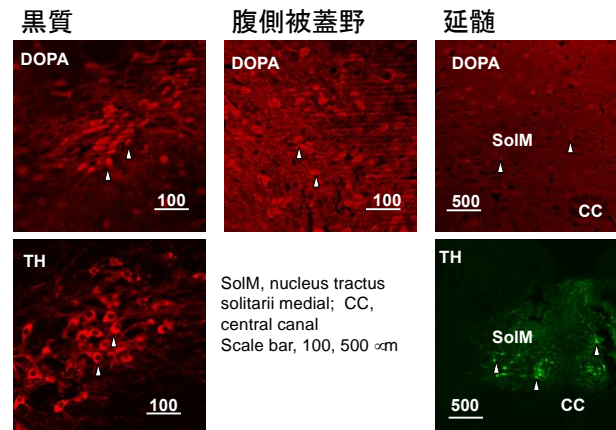 黒質
腹側被蓋野
延髄
DOPA
100
DOPA
100
DOPA
SolM
500
CC
TH
100
SolM, nucleus tractus
solitarii medial; CC,
central canal
Scale bar, 100, 500 ∝m
TH
SolM
500
CC